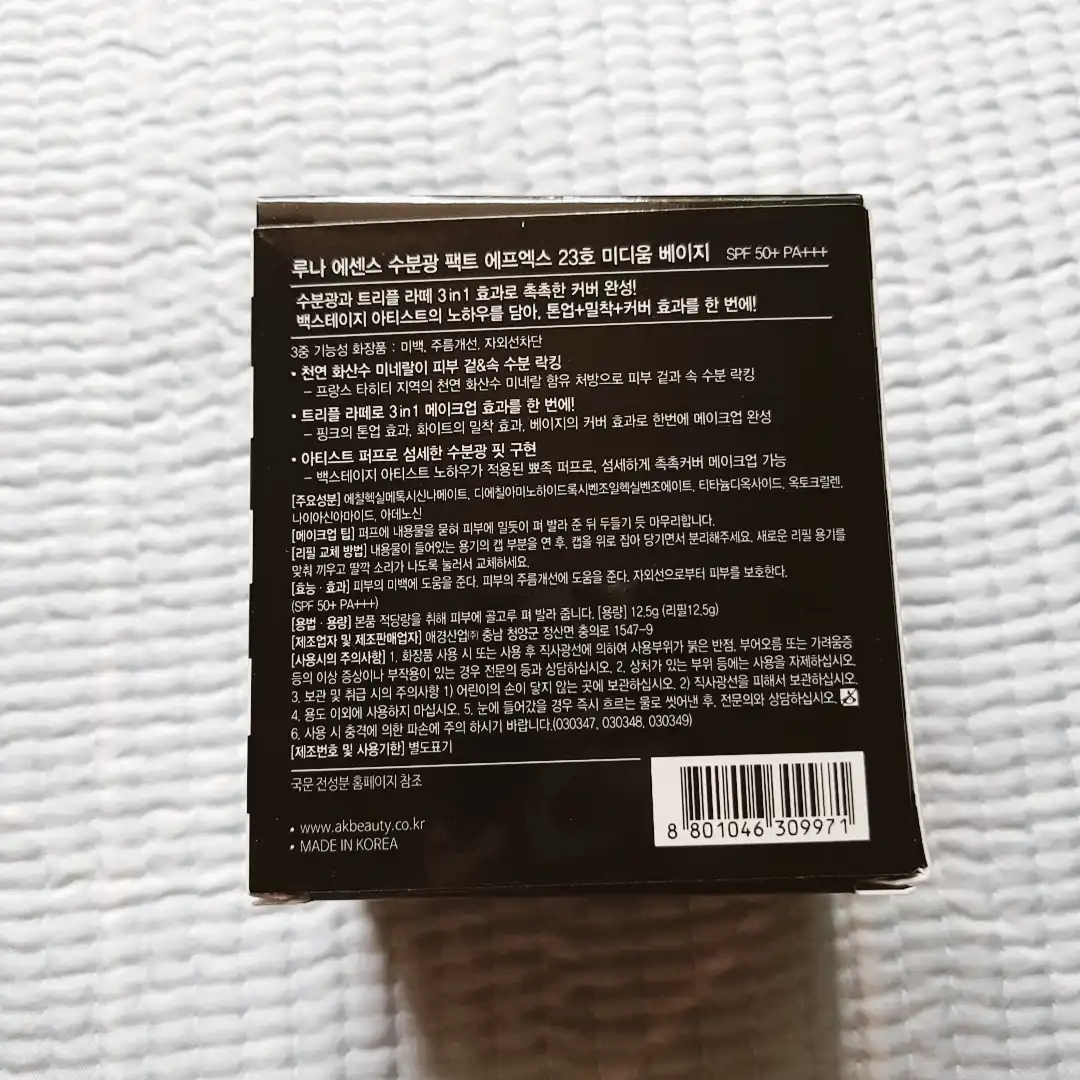 루나 에센스 수분광 팩트 에프엑스 23호 미디움 베이지 SPF 50+ PA+++
수분광과 트리플 라떼 3in1 효과로 촉촉한 커버 완성!
백스테이지 아티스트의 노하우를 담아, 톤업+밀착+커버 효과를 한 번에!
3중 기능성 화장품 : 미백, 주름개선, 자외선차단
• 천연 화산수 미네랄이 피부 겉&속 수분 락킹
– 프랑스 타히티 지역의 천연 화산수 미네랄 함유 처방으로 피부 겉과 속 수분 락킹
• 트리플 라떼로 3in1 메이크업 효과를 한 번에!
– 핑크의 톤업 효과, 화이트의 밀착 효과, 베이지의 커버 효과로 한번에 메이크업 완성
• 아티스트 퍼프로 섬세한 수분광 핏 구현
– 백스테이지 아티스트 노하우가 적용된 뾰족 퍼프로, 섬세하게 촉촉커버 메이크업 가능
[주요성분] 에칠헥실메톡시신나메이트, 디에칠아미노하이드록시벤조일헥실벤조에이트, 티타늄디옥사이드, 옥토크릴렌,
나이아신아마이드, 아데노신
[메이크업 팁] 퍼프에 내용물을 묻혀 피부에 밀듯이 펴 발라 준 뒤 두들기 듯 마무리합니다.
[리필 교체 방법] 내용물이 들어있는 용기의 캡 부분을 연 후, 캡을 위로 잡아 당기면서 분리해주세요. 새로운 리필 용기를
맞춰 끼우고 딸깍 소리가 나도록 눌러서 교체하세요.
[효능 · 효과] 피부의 미백에 도움을 준다. 피부의 주름개선에 도움을 준다. 자외선으로부터 피부를 보호한다.
(SPF 50+ PA+++)
[용법 · 용량] 본품 적당량을 취해 피부에 골고루 펴 발라 줍니다. [용량] 12.5g (리필12.5g)
[제조업자 및 제조판매업자] 애경산업㈜ 충남 청양군 정산면 충의로 1547-9
[사용시의 주의사항] 1. 화장품 사용 시 또는 사용 후 직사광선에 의하여 사용부위가 붉은 반점, 부어오름 또는 가려움증
등의 이상 증상이나 부작용이 있는 경우 전문의 등과 상담하십시오. 2. 상처가 있는 부위 등에는 사용을 자제하십시오.
3. 보관 및 취급 시의 주의사항 1) 어린이의 손이 닿지 않는 곳에 보관하십시오. 2) 직사광선을 피해서 보관하십시오.
4. 용도 이외에 사용하지 마십시오. 5. 눈에 들어갔을 경우 즉시 흐르는 물로 씻어낸 후, 전문의와 상담하십시오.
6. 사용 시 충격에 의한 파손에 주의 하시기 바랍니다.(030347, 030348, 030349)
[제조번호 및 사용기한] 별도표기
국문 전성분 홈페이지 참조
• www.akbeauty.co.kr
• MADE IN KOREA
8 801046 309971